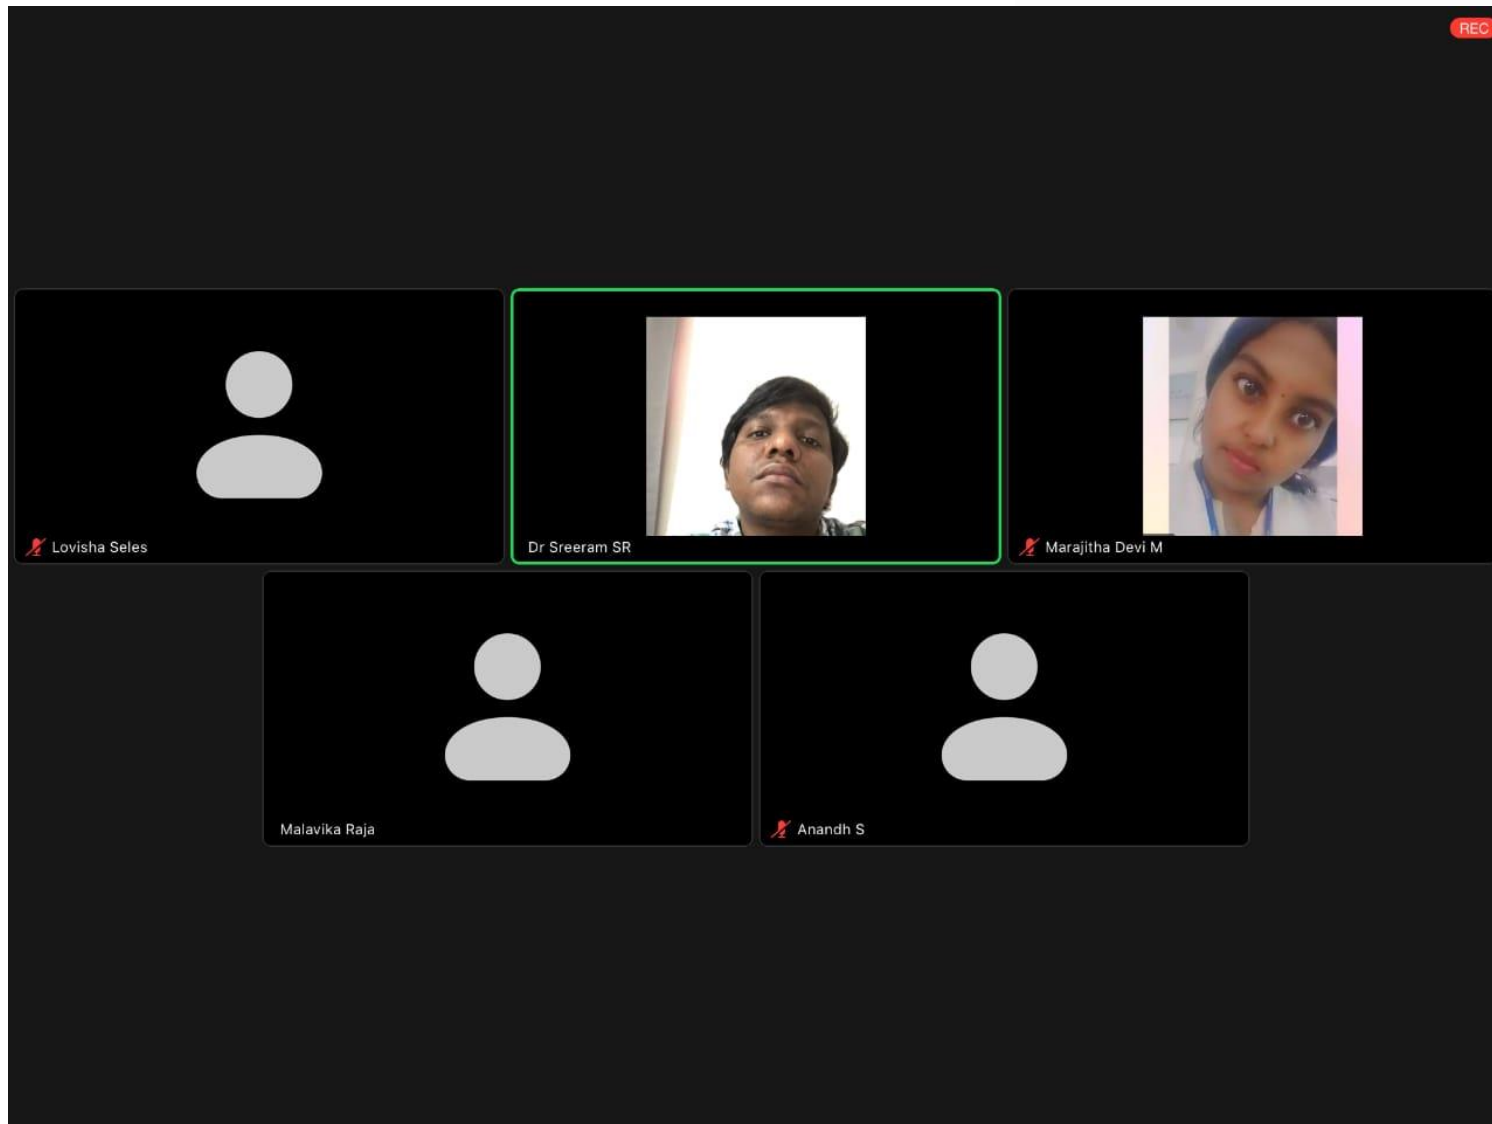 REC
Lovisha Seles
Dr Sreeram SR
Marajitha Devi M
Malavika Raja
Anandh S